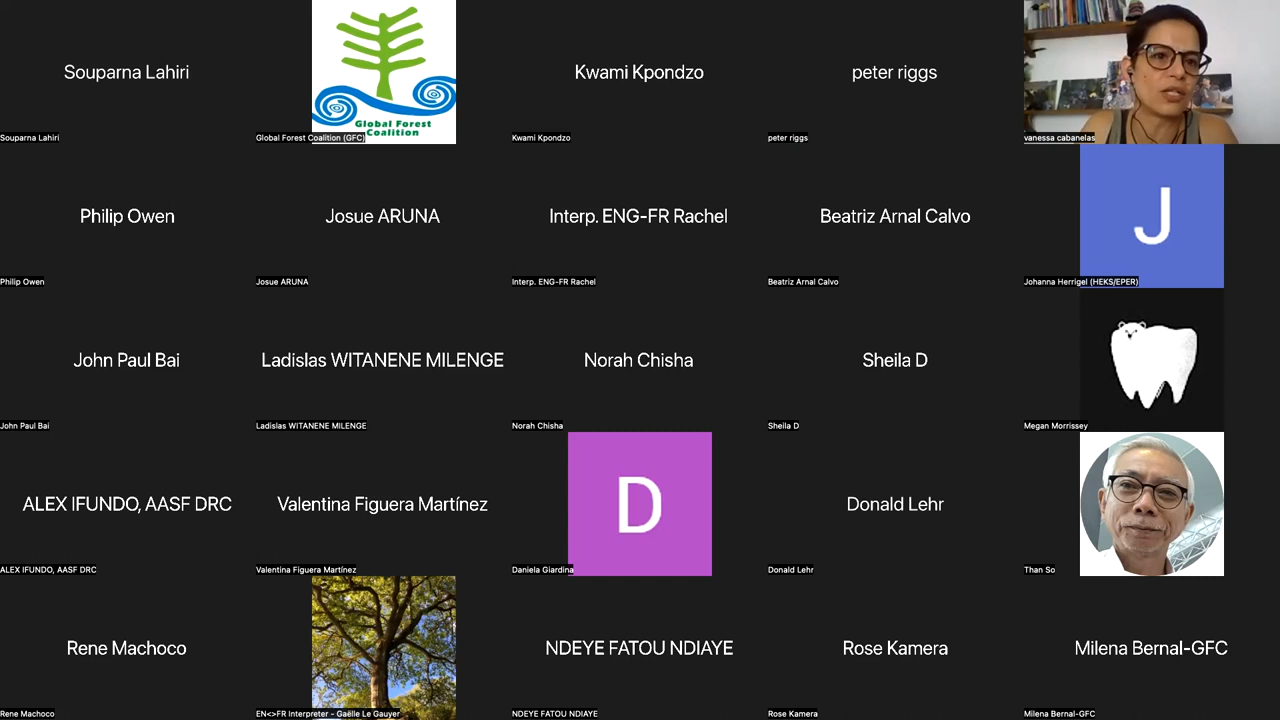 Souparna Lahiri
Souparna Lahiri
Global Forest
Coalition
Global Forest Coalition (GFC)
Kwami Kpondzo
Kwami Kpondzo
peter riggs
peter riggs
vanessa cabanelas
Philip Owen
Philip Owen
Josue ARUNA
Josue ARUNA
Interp. ENG-FR Rachel
Interp. ENG-FR Rachel
Beatriz Arnal Calvo
Beatriz Arnal Calvo
J
Johanna Herrigel (HEKS/EPER)
John Paul Bai
John Paul Bai
Ladislas WITANENE MILENGE
Ladislas WITANENE MILENGE
Norah Chisha
Norah Chisha
Sheila D
Sheila D
Megan Morrissey
ALEX IFUNDO, AASF DRC
ALEX IFUNDO, AASF DRC
Valentina Figuera Martínez
Valentina Figuera Martínez
D
Daniela Giardina
Donald Lehr
Donald Lehr
Than So
Rene Machoco
Rene Machoco
EN<>FR Interpreter - Gaëlle Le Gauyer
NDEYE FATOU NDIAYE
NDEYE FATOU NDIAYE
Rose Kamera
Rose Kamera
Milena Bernal-GFC
Milena Bernal-GFC